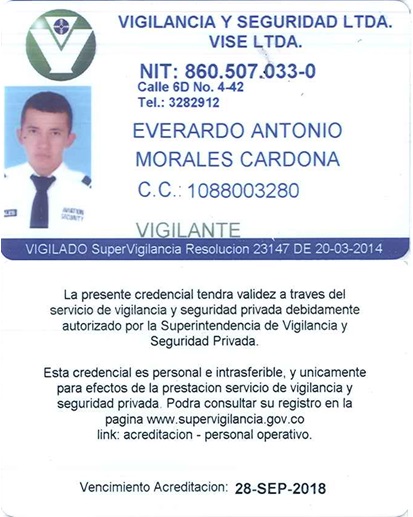 VIGILANCIA Y SEGURIDAD LTDA.
VISE LTDA.
NIT: 860.507.033-0
Calle 6D No. 4-42
Tel.: 3282912
EVERARDO ANTONIO
MORALES CARDONA
C.C.: 1088003280
AVIATION
SECURITY
VIGILANTE
VIGILADO SuperVigilancia Resolucion 23147 DE 20-03-2014
La presente credencial tendra validez a traves del
servicio de vigilancia y seguridad privada debidamente
autorizado por la Superintendencia de Vigilancia y
Seguridad Privada.
Esta credencial es personal e intrasferible, y unicamente
para efectos de la prestacion servicio de vigilancia y
seguridad privada. Podra consultar su registro en la
pagina www.supervigilancia.gov.co
link: acreditacion - personal operativo.
Vencimiento Acreditacion: 28-SEP-2018